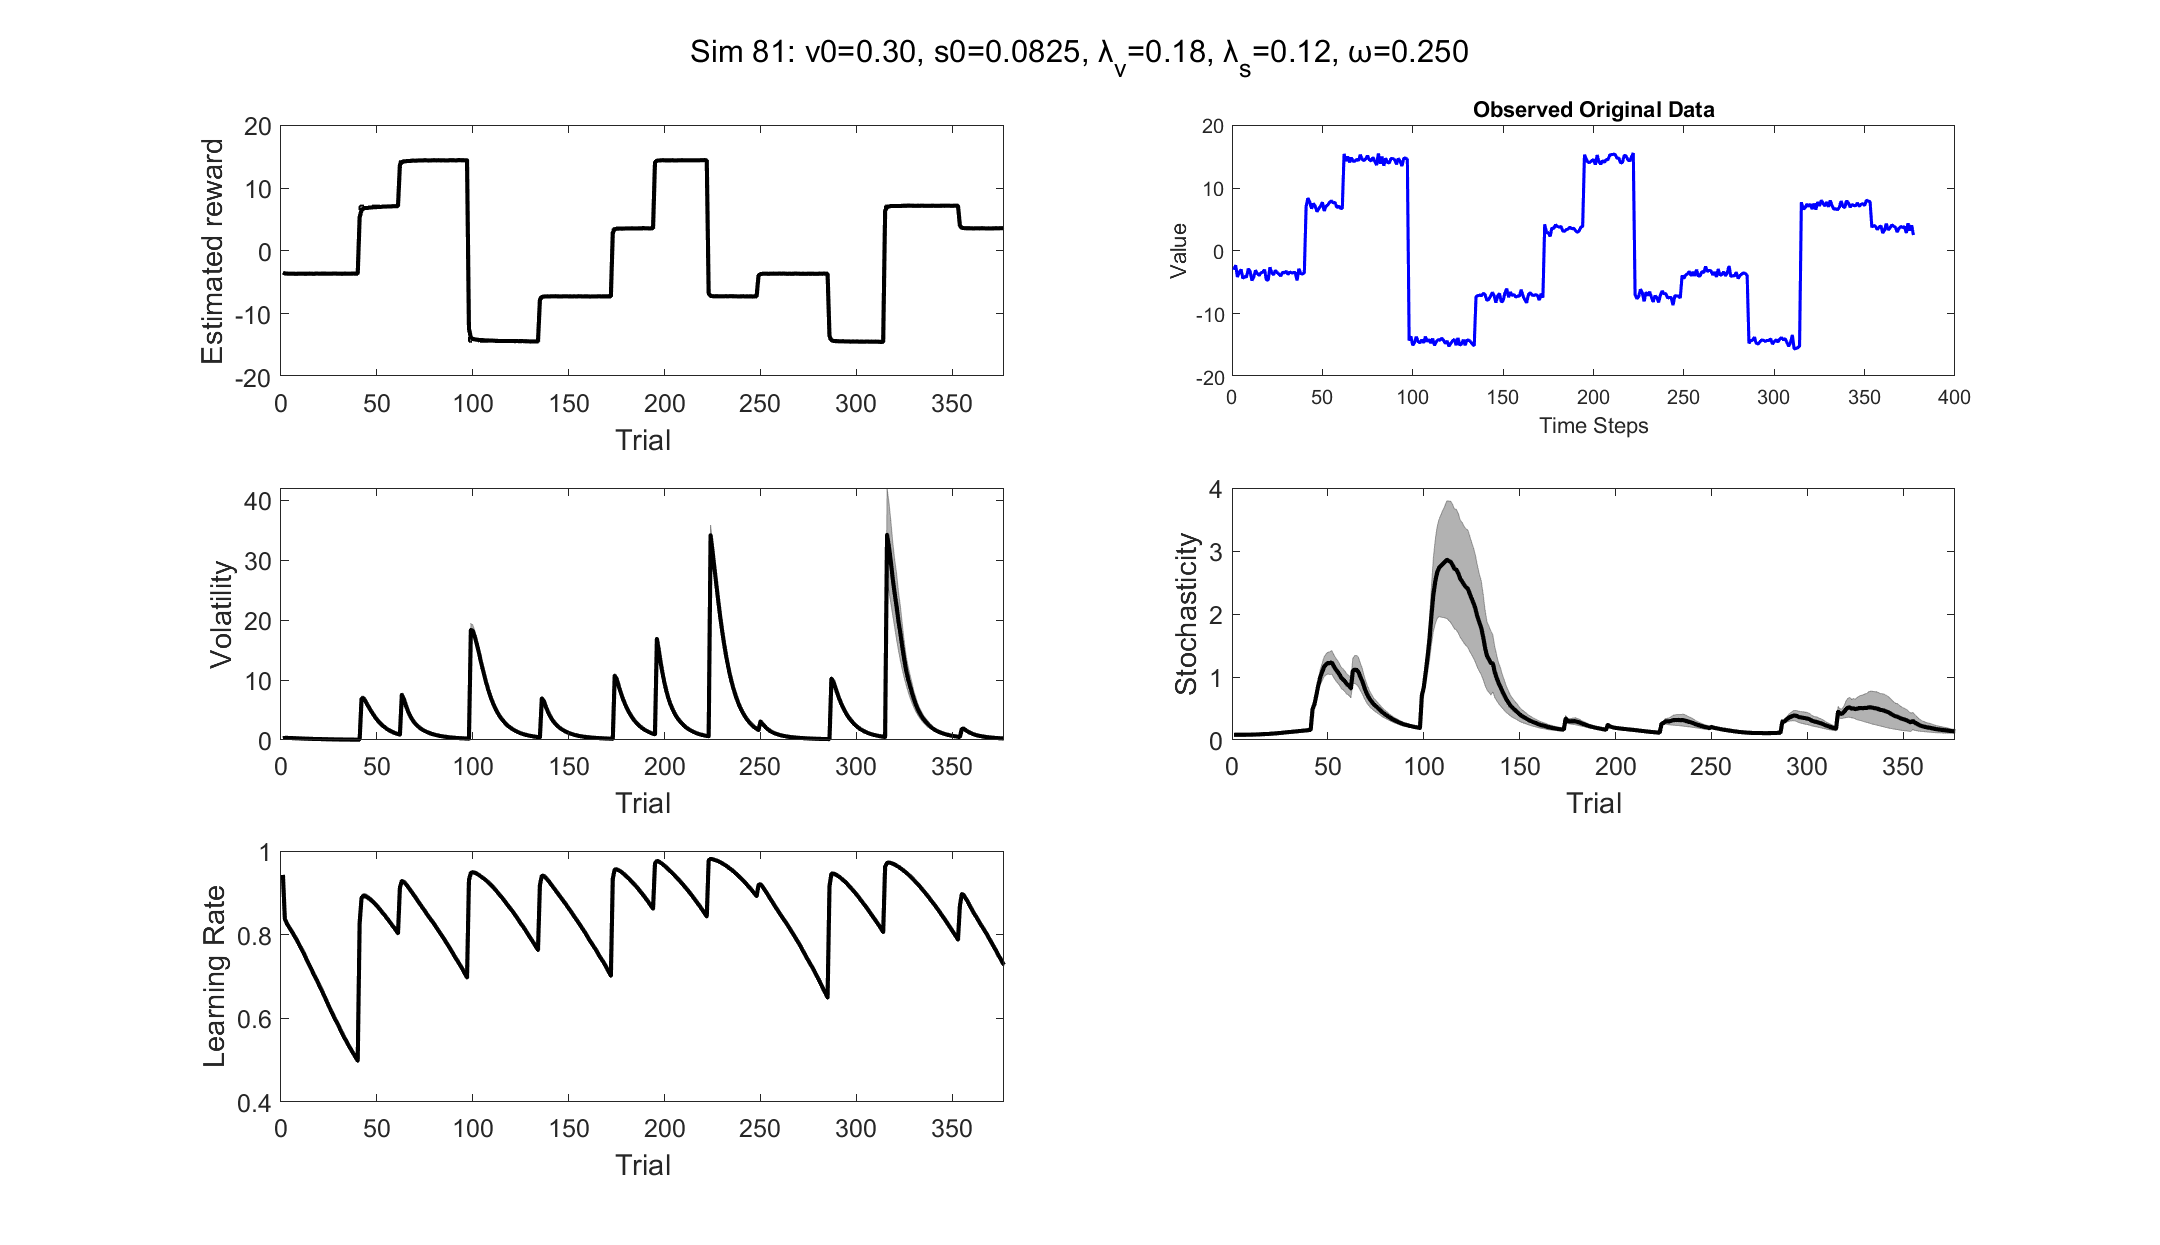 Sim 81: v0=0.30, s0=0.0825, λv=0.18, λs=0.12, ω=0.250
Estimated reward
20
10
0
-10
-20
0 50 100 150 200 250 300 350
Trial
Observed Original Data
Value
20
10
0
-10
-20
0 50 100 150 200 250 300 350 400
Time Steps
Volatility
40
30
20
10
0
0 50 100 150 200 250 300 350
Trial
Stochasticity
4
3
2
1
0
0 50 100 150 200 250 300 350
Trial
Learning Rate
1
0.8
0.6
0.4
0 50 100 150 200 250 300 350
Trial